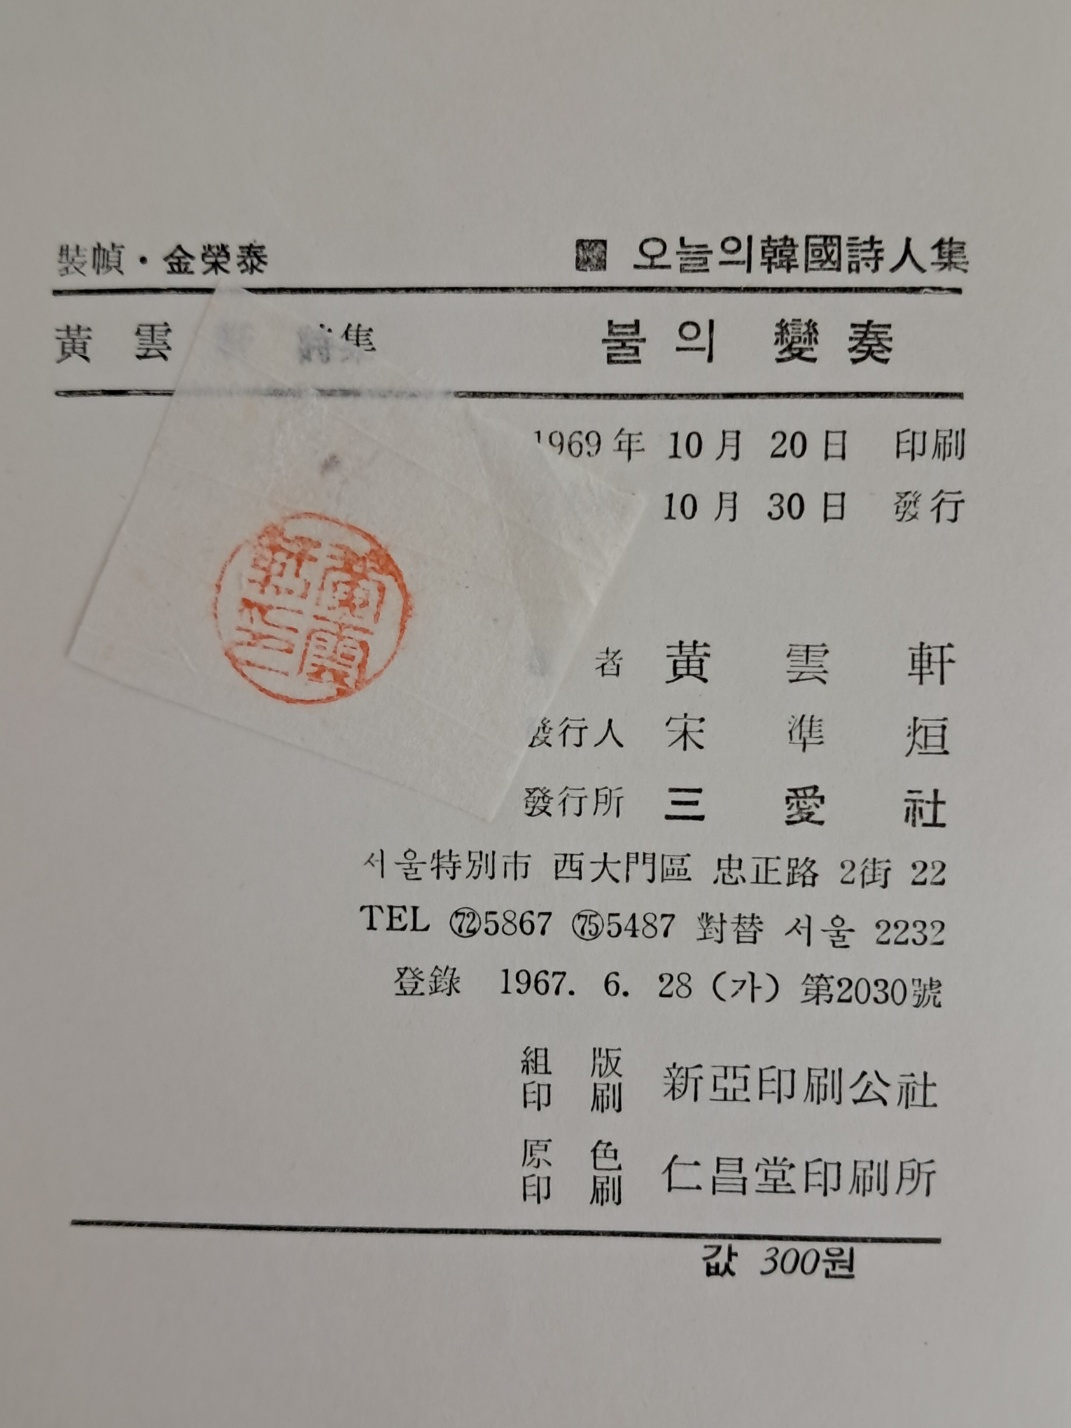 裝幀・金榮泰 ▩ 오늘의韓國詩人集
黃雲 集 불의 變奏
1969年 10月 20日 印刷
10月 30日 發行
者 黃雲軒
發行人 宋準烜
發行所 三愛社
서울特別市 西大門區 忠正路 2街 22
TEL ㉒5867 ㉕5487 對替 서울 2232
登錄 1967. 6. 28 (가) 第2030號
組版
印刷 新亞印刷公社
原色
印刷 仁昌堂印刷所
값 300원
黃雲軒